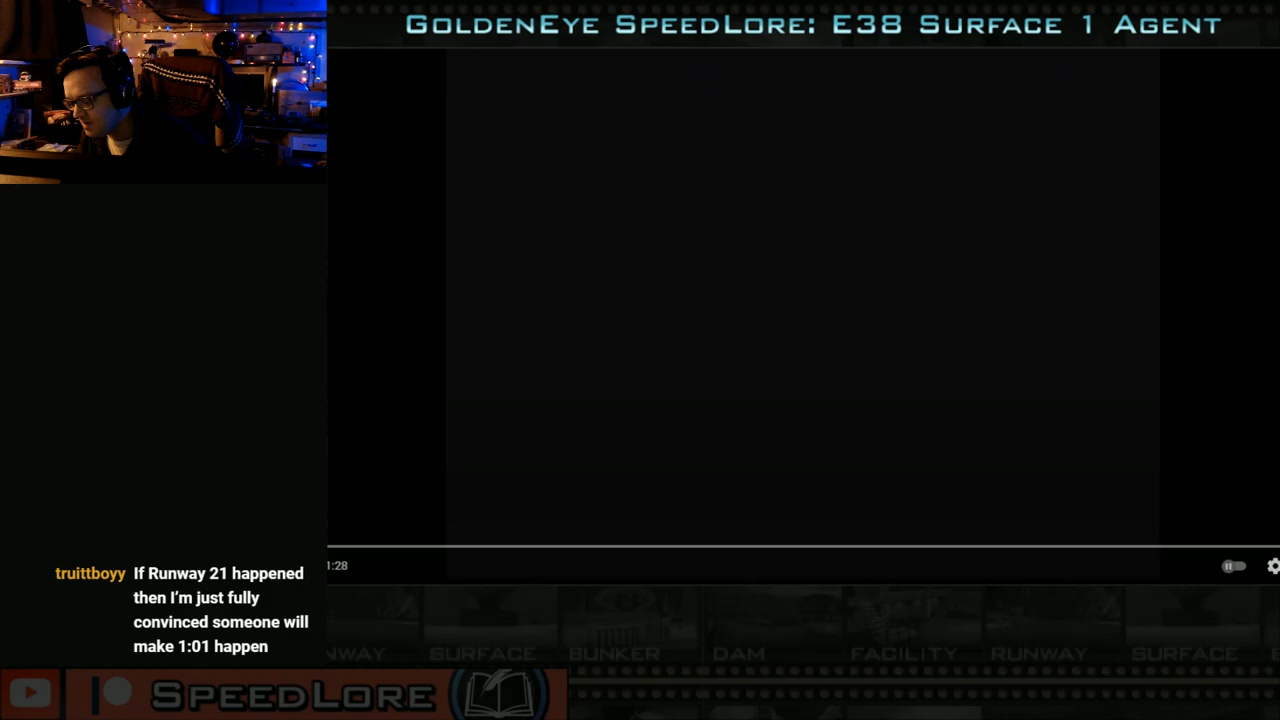 GoldenEye SpeedLore: E38 Surface 1 Agent
1:28
truittboyy If Runway 21 happened
then I’m just fully
convinced someone will
make 1:01 happen
NWAY SURFACE BUNKER DAM FACILITY RUNWAY SURFACE
SpeedLore